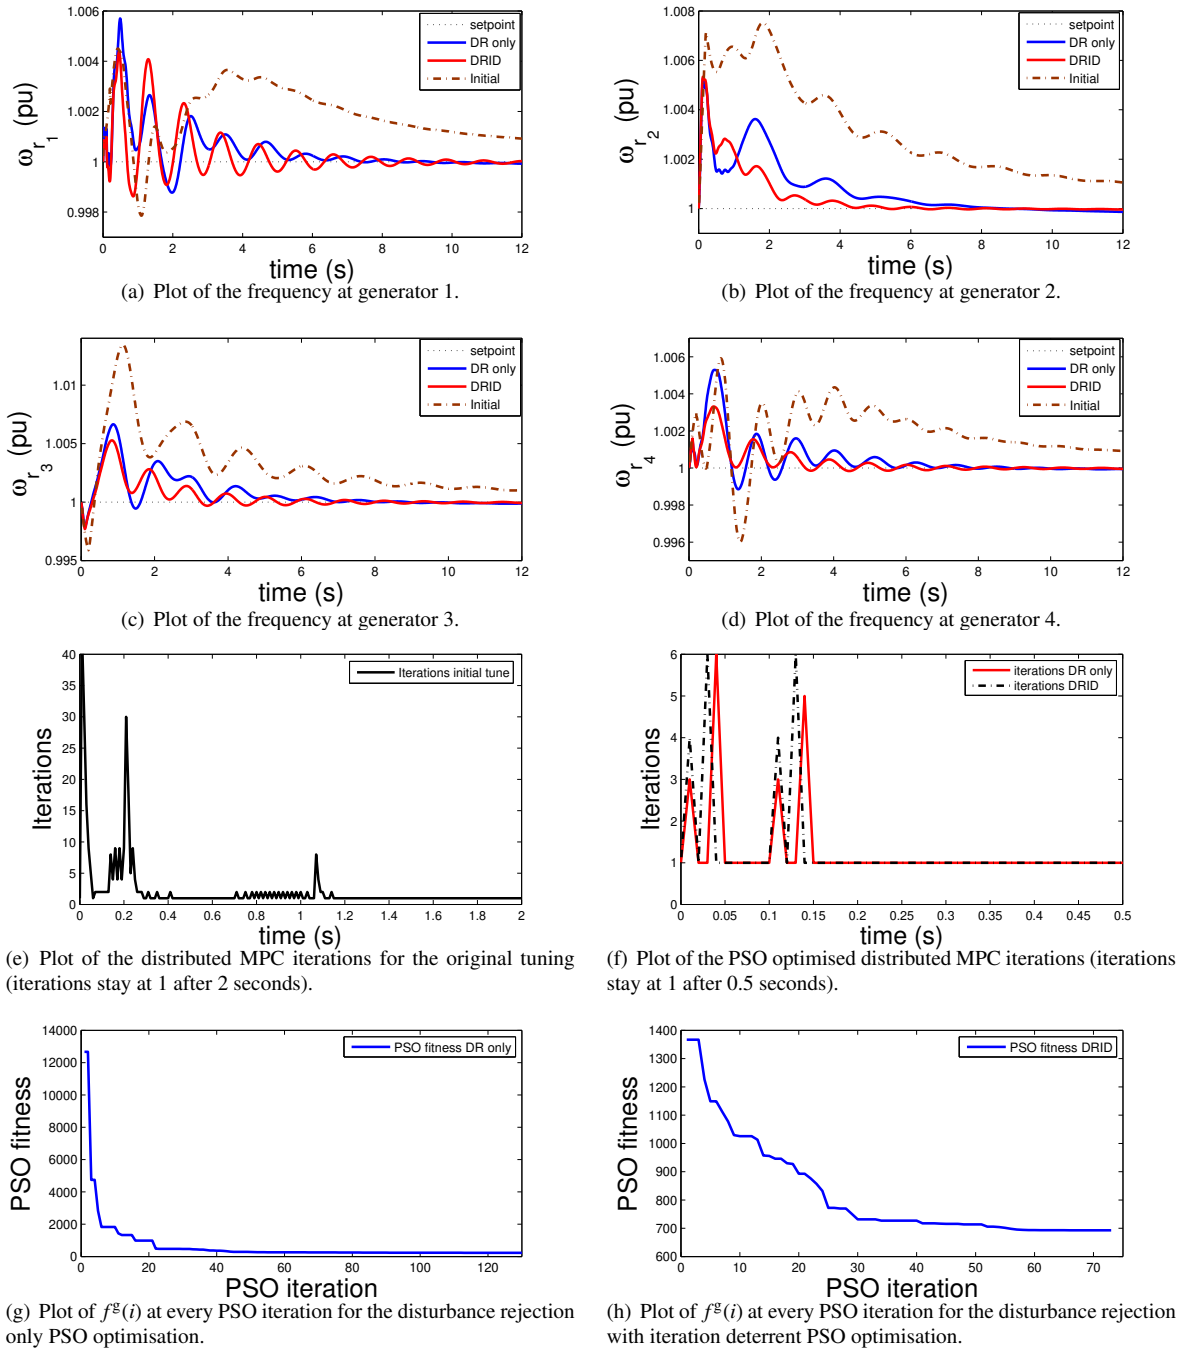 1.006
1.004
1.002
1
0.998
0 2 4 6 8 10 12
ωr1 (pu)
time (s)
setpoint
DR only
DRID
Initial
(a) Plot of the frequency at generator 1.
1.008
1.006
1.004
1.002
1
0 2 4 6 8 10 12
ωr2 (pu)
time (s)
setpoint
DR only
DRID
Initial
(b) Plot of the frequency at generator 2.
1.01
1.005
1
0.995
0 2 4 6 8 10 12
ωr3 (pu)
time (s)
setpoint
DR only
DRID
Initial
(c) Plot of the frequency at generator 3.
1.006
1.004
1.002
1
0.998
0.996
0 2 4 6 8 10 12
ωr4 (pu)
time (s)
setpoint
DR only
DRID
Initial
(d) Plot of the frequency at generator 4.
40
35
30
25
20
15
10
5
0
0 0.2 0.4 0.6 0.8 1 1.2 1.4 1.6 1.8 2
Iterations
time (s)
Iterations initial tune
(e) Plot of the distributed MPC iterations for the original tuning
(iterations stay at 1 after 2 seconds).
6
5
4
3
2
1
0
0 0.05 0.1 0.15 0.2 0.25 0.3 0.35 0.4 0.45 0.5
Iterations
time (s)
iterations DR only
iterations DRID
(f) Plot of the PSO optimised distributed MPC iterations (iterations
stay at 1 after 0.5 seconds).
14000
12000
10000
8000
6000
4000
2000
0
0 20 40 60 80 100 120
PSO fitness
PSO iteration
PSO fitness DR only
(g) Plot of f^g(i) at every PSO iteration for the disturbance rejection
only PSO optimisation.
1400
1300
1200
1100
1000
900
800
700
600
0 10 20 30 40 50 60 70
PSO fitness
PSO iteration
PSO fitness DRID
(h) Plot of f^g(i) at every PSO iteration for the disturbance rejection
with iteration deterrent PSO optimisation.